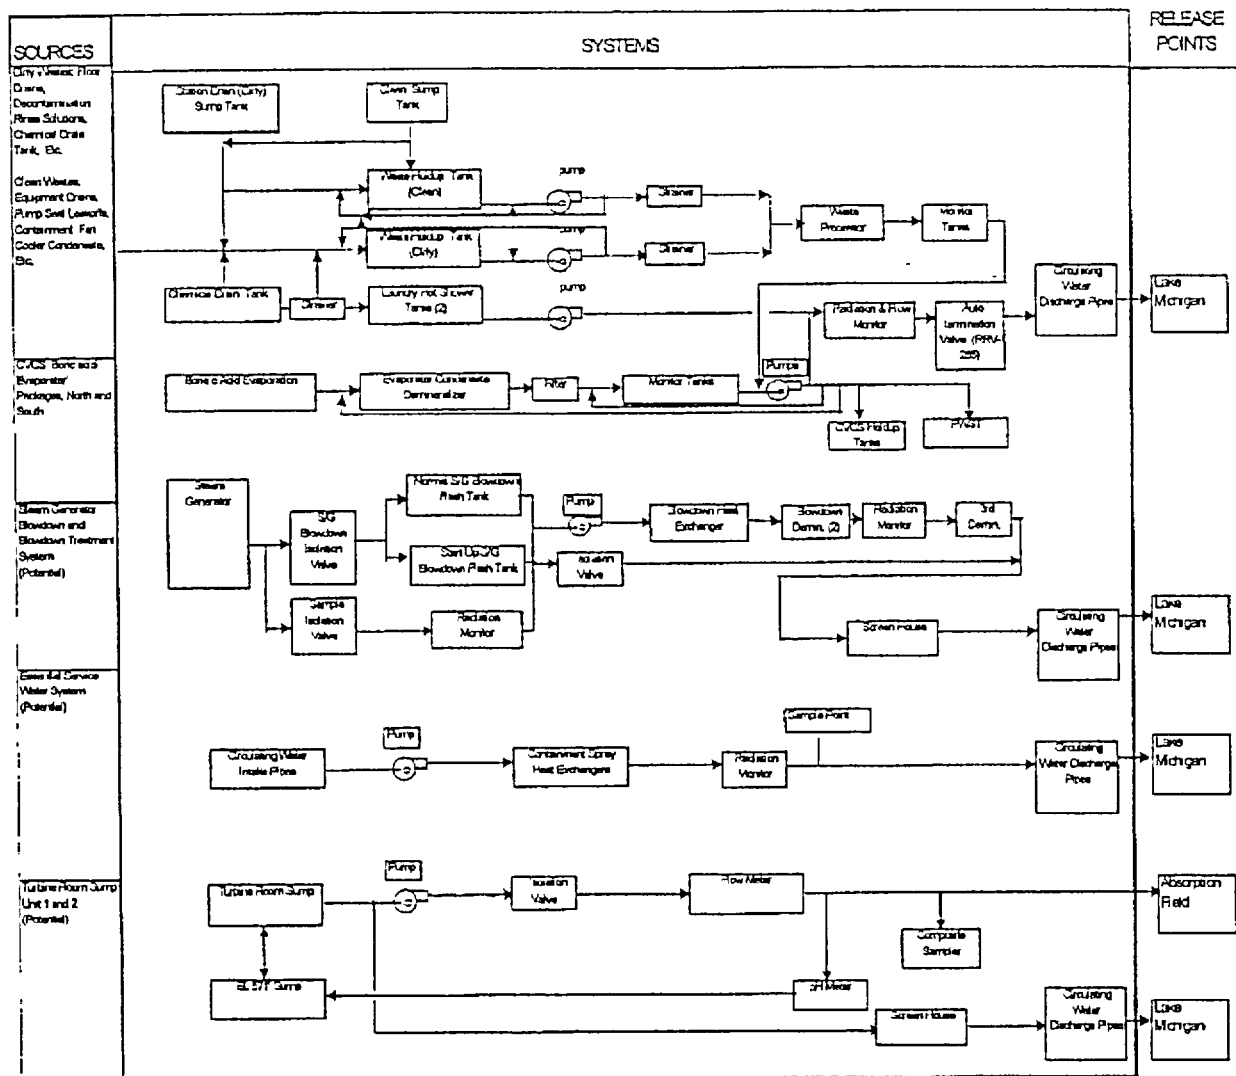 RELEASE
POINTS
SOURCES
SYSTEMS
Dirty Wastes, Floor
Drains,
Decontamination
Rinse Solutions,
Chemical Drain
Tank, Etc.
Clean Wastes,
Equipment Drains,
Pump Seal Leakoffs,
Containment Fan
Cooler Condensate,
Etc.
Station Drain (Dirty)
Sump Tank
Clean Sump
Tank
Waste Holdup Tank
(Clean)
pump
Strainer
Waste
Processor
Monitor
Tanks
Waste Holdup Tank
(Dirty)
pump
Strainer
Chemical Drain Tank
Strainer
Laundry Hot Shower
Tanks (2)
pump
Radiation & Flow
Monitor
Auto
Termination
Valve (RRV-
285)
Circulating
Water
Discharge Pipes
Lake
Michigan
CVCS Boric acid
Evaporator
Packages, North and
South
Boric Acid Evaporation
Evaporator Condensate
Demineralizer
Filter
Monitor Tanks
Pumps
CVCS Holdup
Tanks
PWST
Steam Generator
Blowdown and
Blowdown Treatment
System
(Potential)
Steam
Generator
S/G
Blowdown
Isolation
Valve
Normal S/G Blowdown
Flash Tank
Start Up S/G
Blowdown Flash Tank
Pump
Isolation
Valve
Blowdown Heat
Exchanger
Blowdown
Demin. (2)
Radiation
Monitor
3rd
Demin.
Sample
Isolation
Valve
Radiation
Monitor
Screen House
Circulating
Water
Discharge Pipes
Lake
Michigan
Essential Service
Water System
(Potential)
Circulating Water
Intake Pipes
Pump
Containment Spray
Heat Exchangers
Radiation
Monitor
Sample Point
Circulating
Water Discharge
Pipes
Lake
Michigan
Turbine Room Sump
Unit 1 and 2
(Potential)
Turbine Room Sump
Pump
Isolation
Valve
Flow Meter
Composite
Sampler
Absorption
Field
Sump
pH Meter
Screen House
Circulating
Water
Discharge Pipes
Lake
Michigan